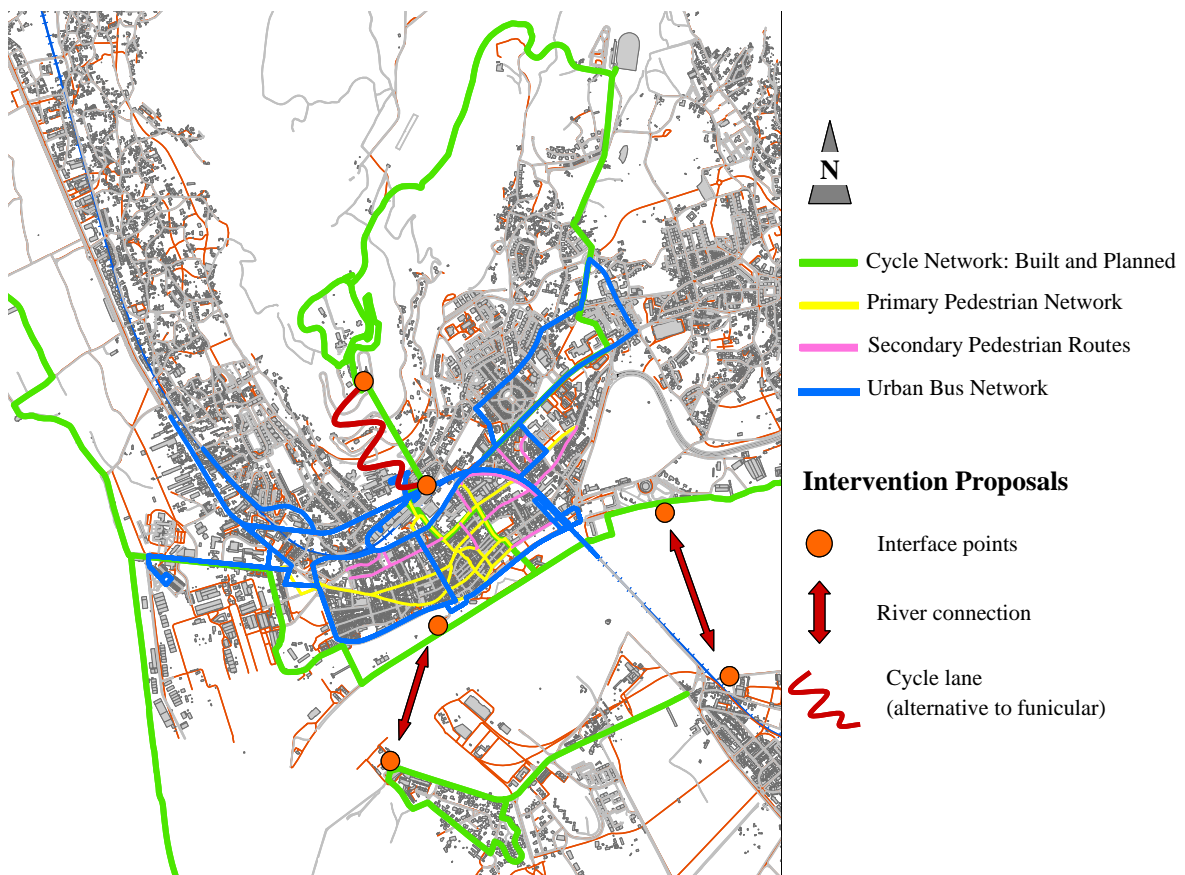 N
Cycle Network: Built and Planned
Primary Pedestrian Network
Secondary Pedestrian Routes
Urban Bus Network
Intervention Proposals
Interface points
River connection
Cycle lane
(alternative to funicular)